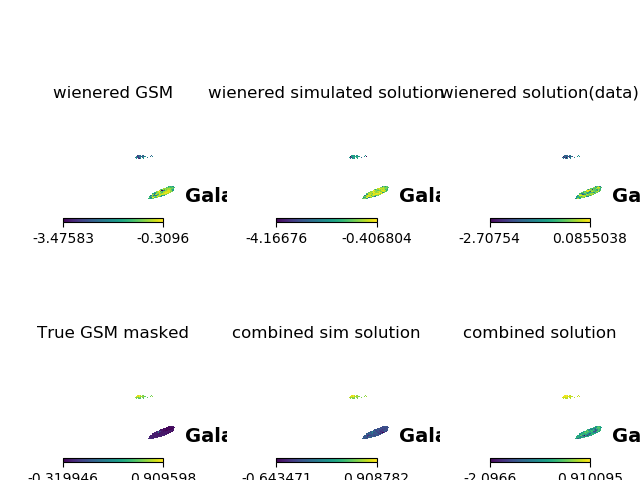 wienered GSM
wienered simulated solution
wienered solution(data)
Gala
Gala
Ga
-3.47583 -0.3096
-4.16676 -0.406804
-2.70754 0.0855038
True GSM masked
combined sim solution
combined solution
Gala
Gala
Ga
-0.319946 0.909598
-0.643471 0.908782
-2.0966 0.910095